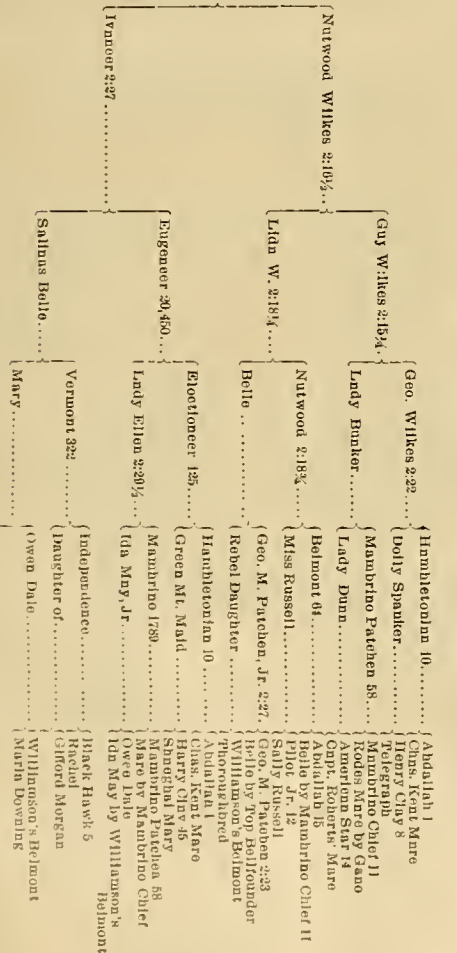 Nutwood Wilkes 2:16½
Ivoneer 2:27
Guy Wilkes 2:15¼
Lida W. 2:18¼
Eugeneer 20,450
Salinas Belle
Geo. Wilkes 2:22
Lady Bunker
Nutwood 2:18¾
Belle
Electioneer 125
Lady Ellen 2:29½
Vermont 322
Mary
Hambletonian 10
Dolly Spanker
Mambrino Patchen 58
Lady Dunn
Belmont 64
Miss Russell
Geo. M. Patchen, Jr. 2:27
Rebel Daughter
Hambletonian 10
Green Mt. Maid
Mambrino 1789
Ida May, Jr
Independence
Daughter of
Owen Dale
Abdallah 1
Chas. Kent Mare
Henry Clay 8
Telegraph
Mambrino Chief 11
Rodes Mare by Gano
American Star 14
Capt. Roberts' Mare
Abdallah 15
Belle by Mambrino Chief 11
Pilot Jr. 12
Sally Russell
Geo. M. Patchen 2:23
Belle by Top Bellfounder
Williamson's Belmont
Thoroughbred
Abdallah 1
Chas. Kent Mare
Harry Clay 45
Shanghai Mary
Mambrino Patchen 58
Mare by Mambrino Chief
Owee Dale
Ida May by Williamson's
Belmont
Black Hawk 5
Rachel
Gifford Morgan
Williamson's Belmont
Maria Downing